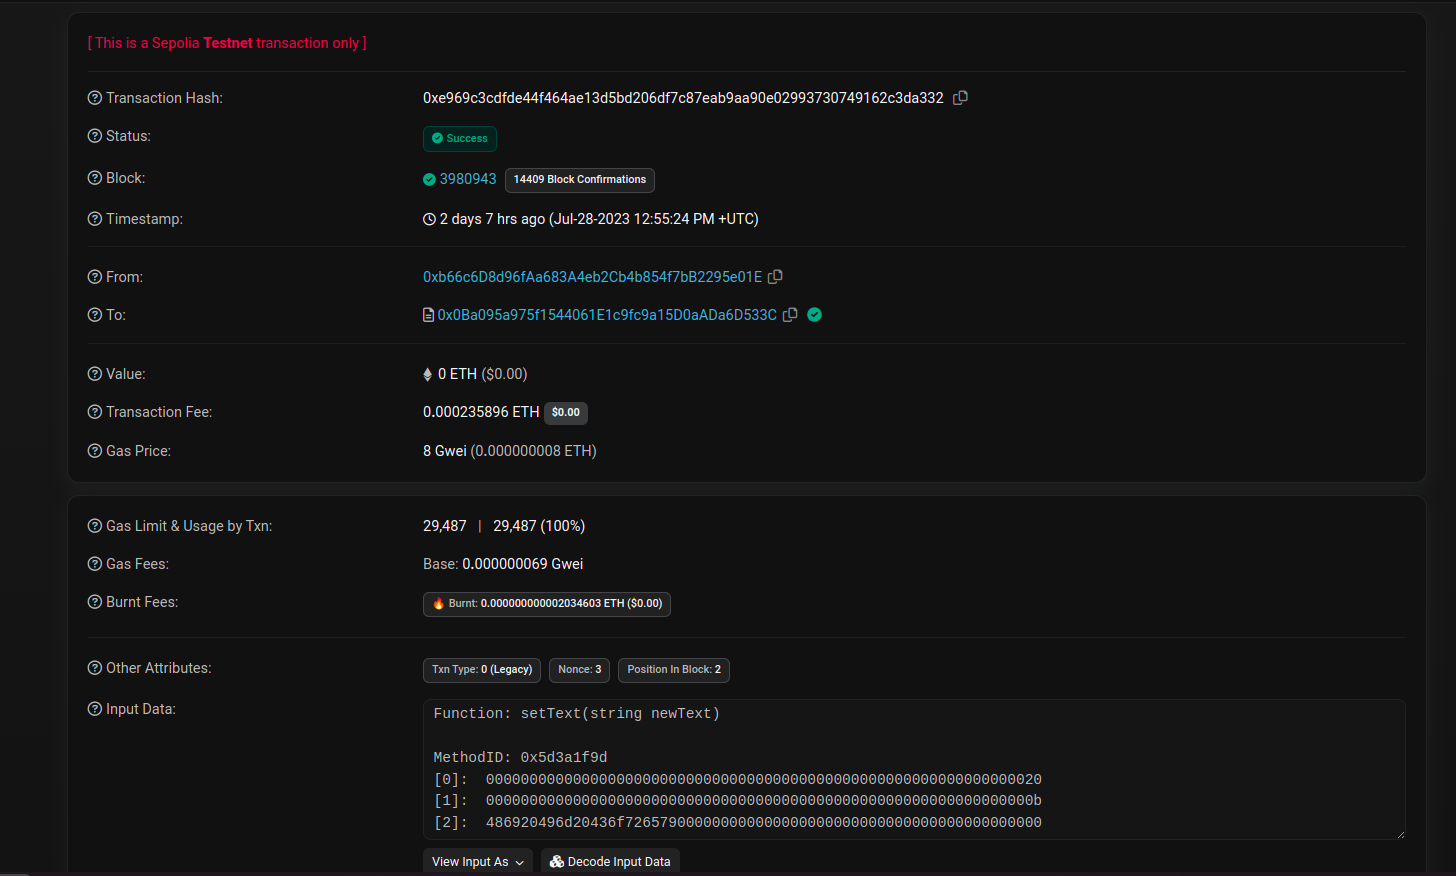 [ This is a Sepolia Testnet transaction only ]
Transaction Hash: 0xe969c3cdfde44f464ae13d5bd206df7c87eab9aa90e02993730749162c3da332
Status: Success
Block: 3980943 14409 Block Confirmations
Timestamp: 2 days 7 hrs ago (Jul-28-2023 12:55:24 PM +UTC)
From: 0xb66c6D8d96fAa683A4eb2Cb4b854f7bB2295e01E
To: 0x0Ba095a975f1544061E1c9fc9a15D0aADa6D533C
Value: 0 ETH ($0.00)
Transaction Fee: 0.000235896 ETH $0.00
Gas Price: 8 Gwei (0.000000008 ETH)
Gas Limit & Usage by Txn: 29,487 | 29,487 (100%)
Gas Fees: Base: 0.000000069 Gwei
Burnt Fees: Burnt: 0.000000000002034603 ETH ($0.00)
Other Attributes: Txn Type: 0 (Legacy) Nonce: 3 Position In Block: 2
Input Data: Function: setText(string newText)
MethodID: 0x5d3a1f9d
[0]: 0000000000000000000000000000000000000000000000000000000000000020
[1]: 000000000000000000000000000000000000000000000000000000000000000b
[2]: 486920496d20436f726579000000000000000000000000000000000000000000
View Input As Decode Input Data